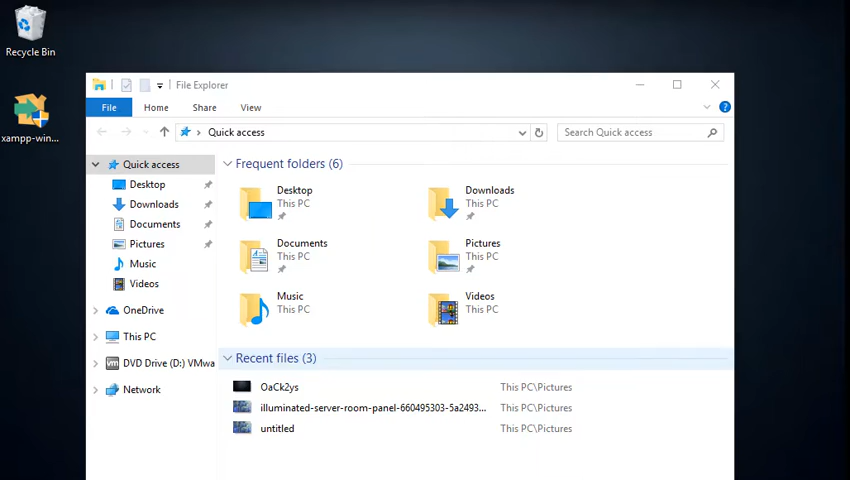 Recycle Bin
xampp-win...
File Explorer
File
Home
Share
View
Quick access
Search Quick access
Quick access
Desktop
Downloads
Documents
Pictures
Music
Videos
OneDrive
This PC
DVD Drive (D:) VMwa
Network
Frequent folders (6)
Desktop
This PC
Downloads
This PC
Documents
This PC
Pictures
This PC
Music
This PC
Videos
This PC
Recent files (3)
OaCk2ys This PC\Pictures
illuminated-server-room-panel-660495303-5a2493... This PC\Pictures
untitled This PC\Pictures